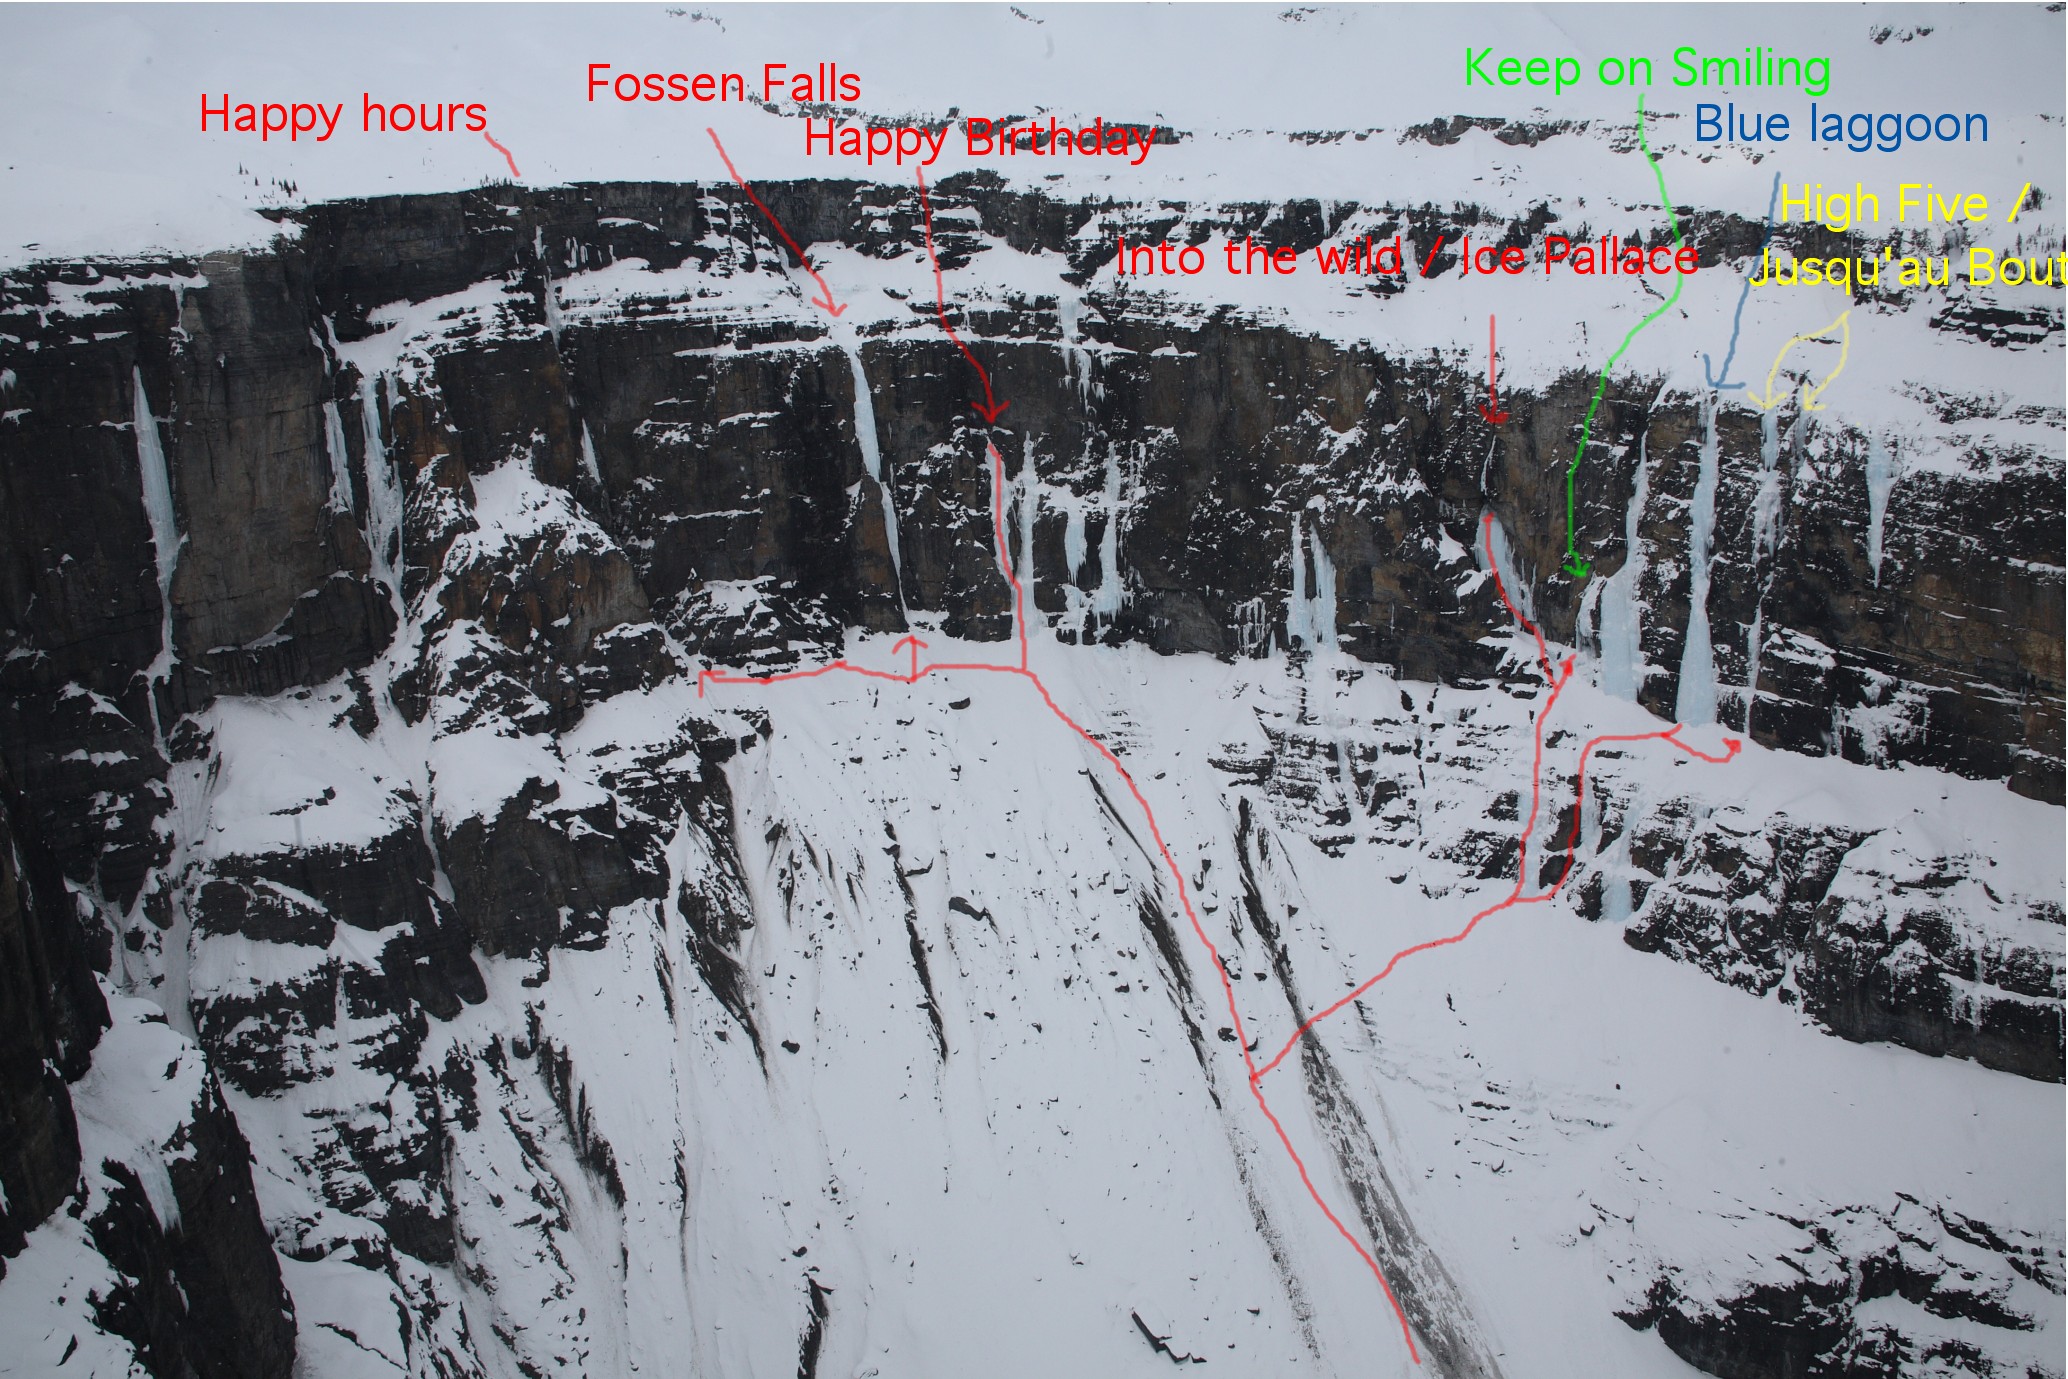 Happy hours
Fossen Falls
Happy Birthday
Keep on Smiling
Blue laggoon
High Five /
Jusqu'au Bout
Into the wild / Ice Pallace